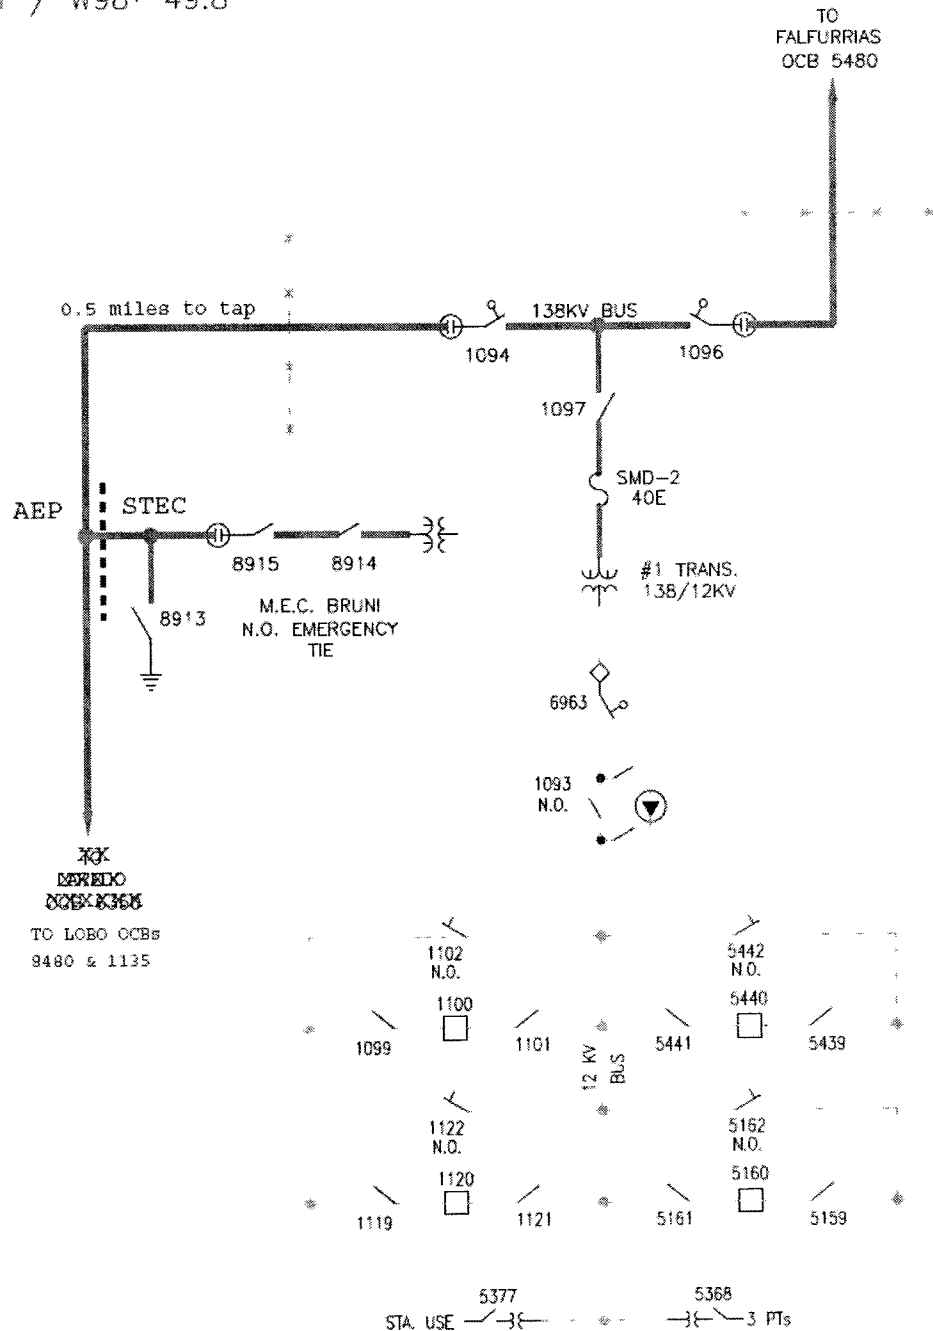 W98° 49.8
TO
FALFURRIAS
OCB 5480
0.5 miles to tap
138KV BUS
1094
1096
1097
SMD-2
40E
AEP
STEC
8915
8914
#1 TRANS.
138/12KV
8913
M.E.C. BRUNI
N.O. EMERGENCY
TIE
6963
1093
N.O.
TO
TO LOBO OCBs
9480 & 1135
1102
N.O.
5442
N.O.
1100
5440
1099
1101
5441
5439
12 KV
BUS
1122
N.O.
5162
N.O.
1120
5160
1119
1121
5161
5159
5377
5368
STA. USE
3 PTs